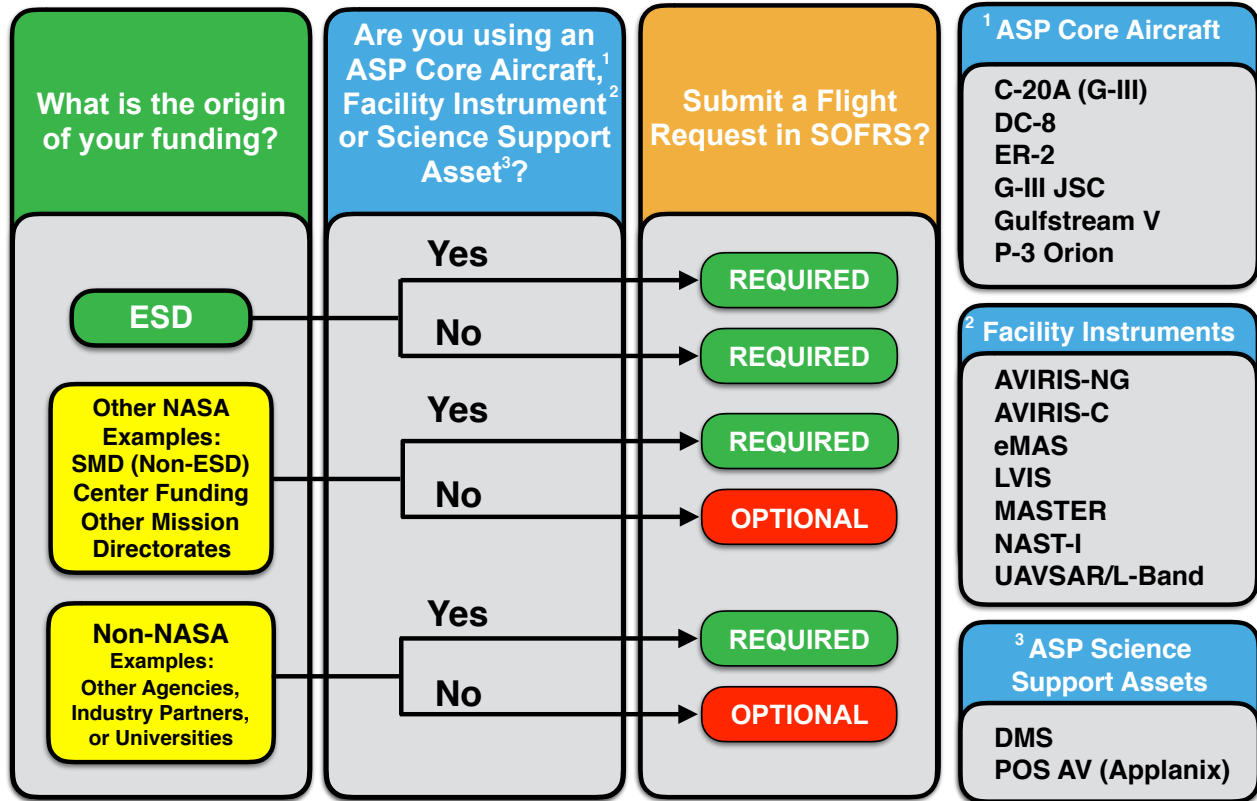 What is the origin
of your funding?
Are you using an
ASP Core Aircraft,1
Facility Instrument2
or Science Support
Asset3?
Submit a Flight
Request in SOFRS?
ESD
Yes
REQUIRED
No
REQUIRED
Other NASA
Examples:
SMD (Non-ESD)
Center Funding
Other Mission
Directorates
Yes
REQUIRED
No
OPTIONAL
Non-NASA
Examples:
Other Agencies,
Industry Partners,
or Universities
Yes
REQUIRED
No
OPTIONAL
1 ASP Core Aircraft
C-20A (G-III)
DC-8
ER-2
G-III JSC
Gulfstream V
P-3 Orion
2 Facility Instruments
AVIRIS-NG
AVIRIS-C
eMAS
LVIS
MASTER
NAST-I
UAVSAR/L-Band
3 ASP Science
Support Assets
DMS
POS AV (Applanix)